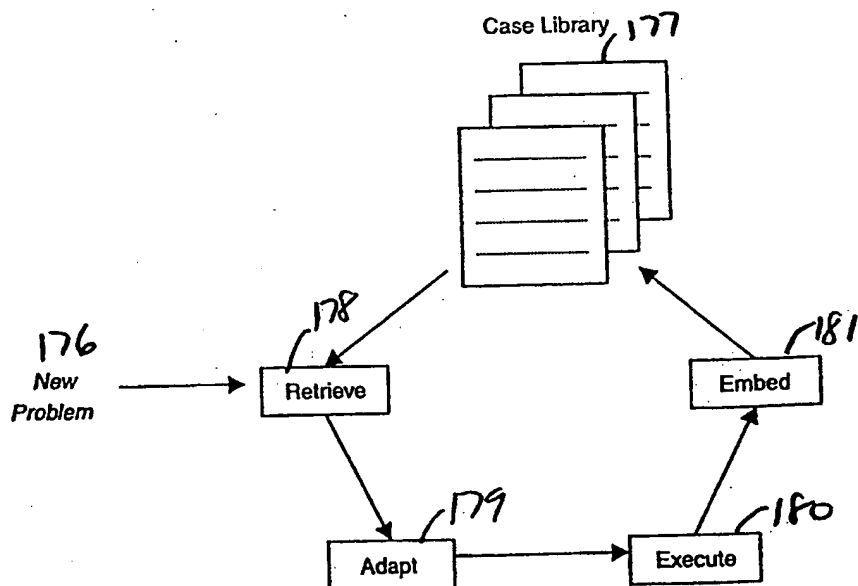 Case Library 177
178
176
New
Problem
Retrieve
181
Embed
179
Adapt
180
Execute